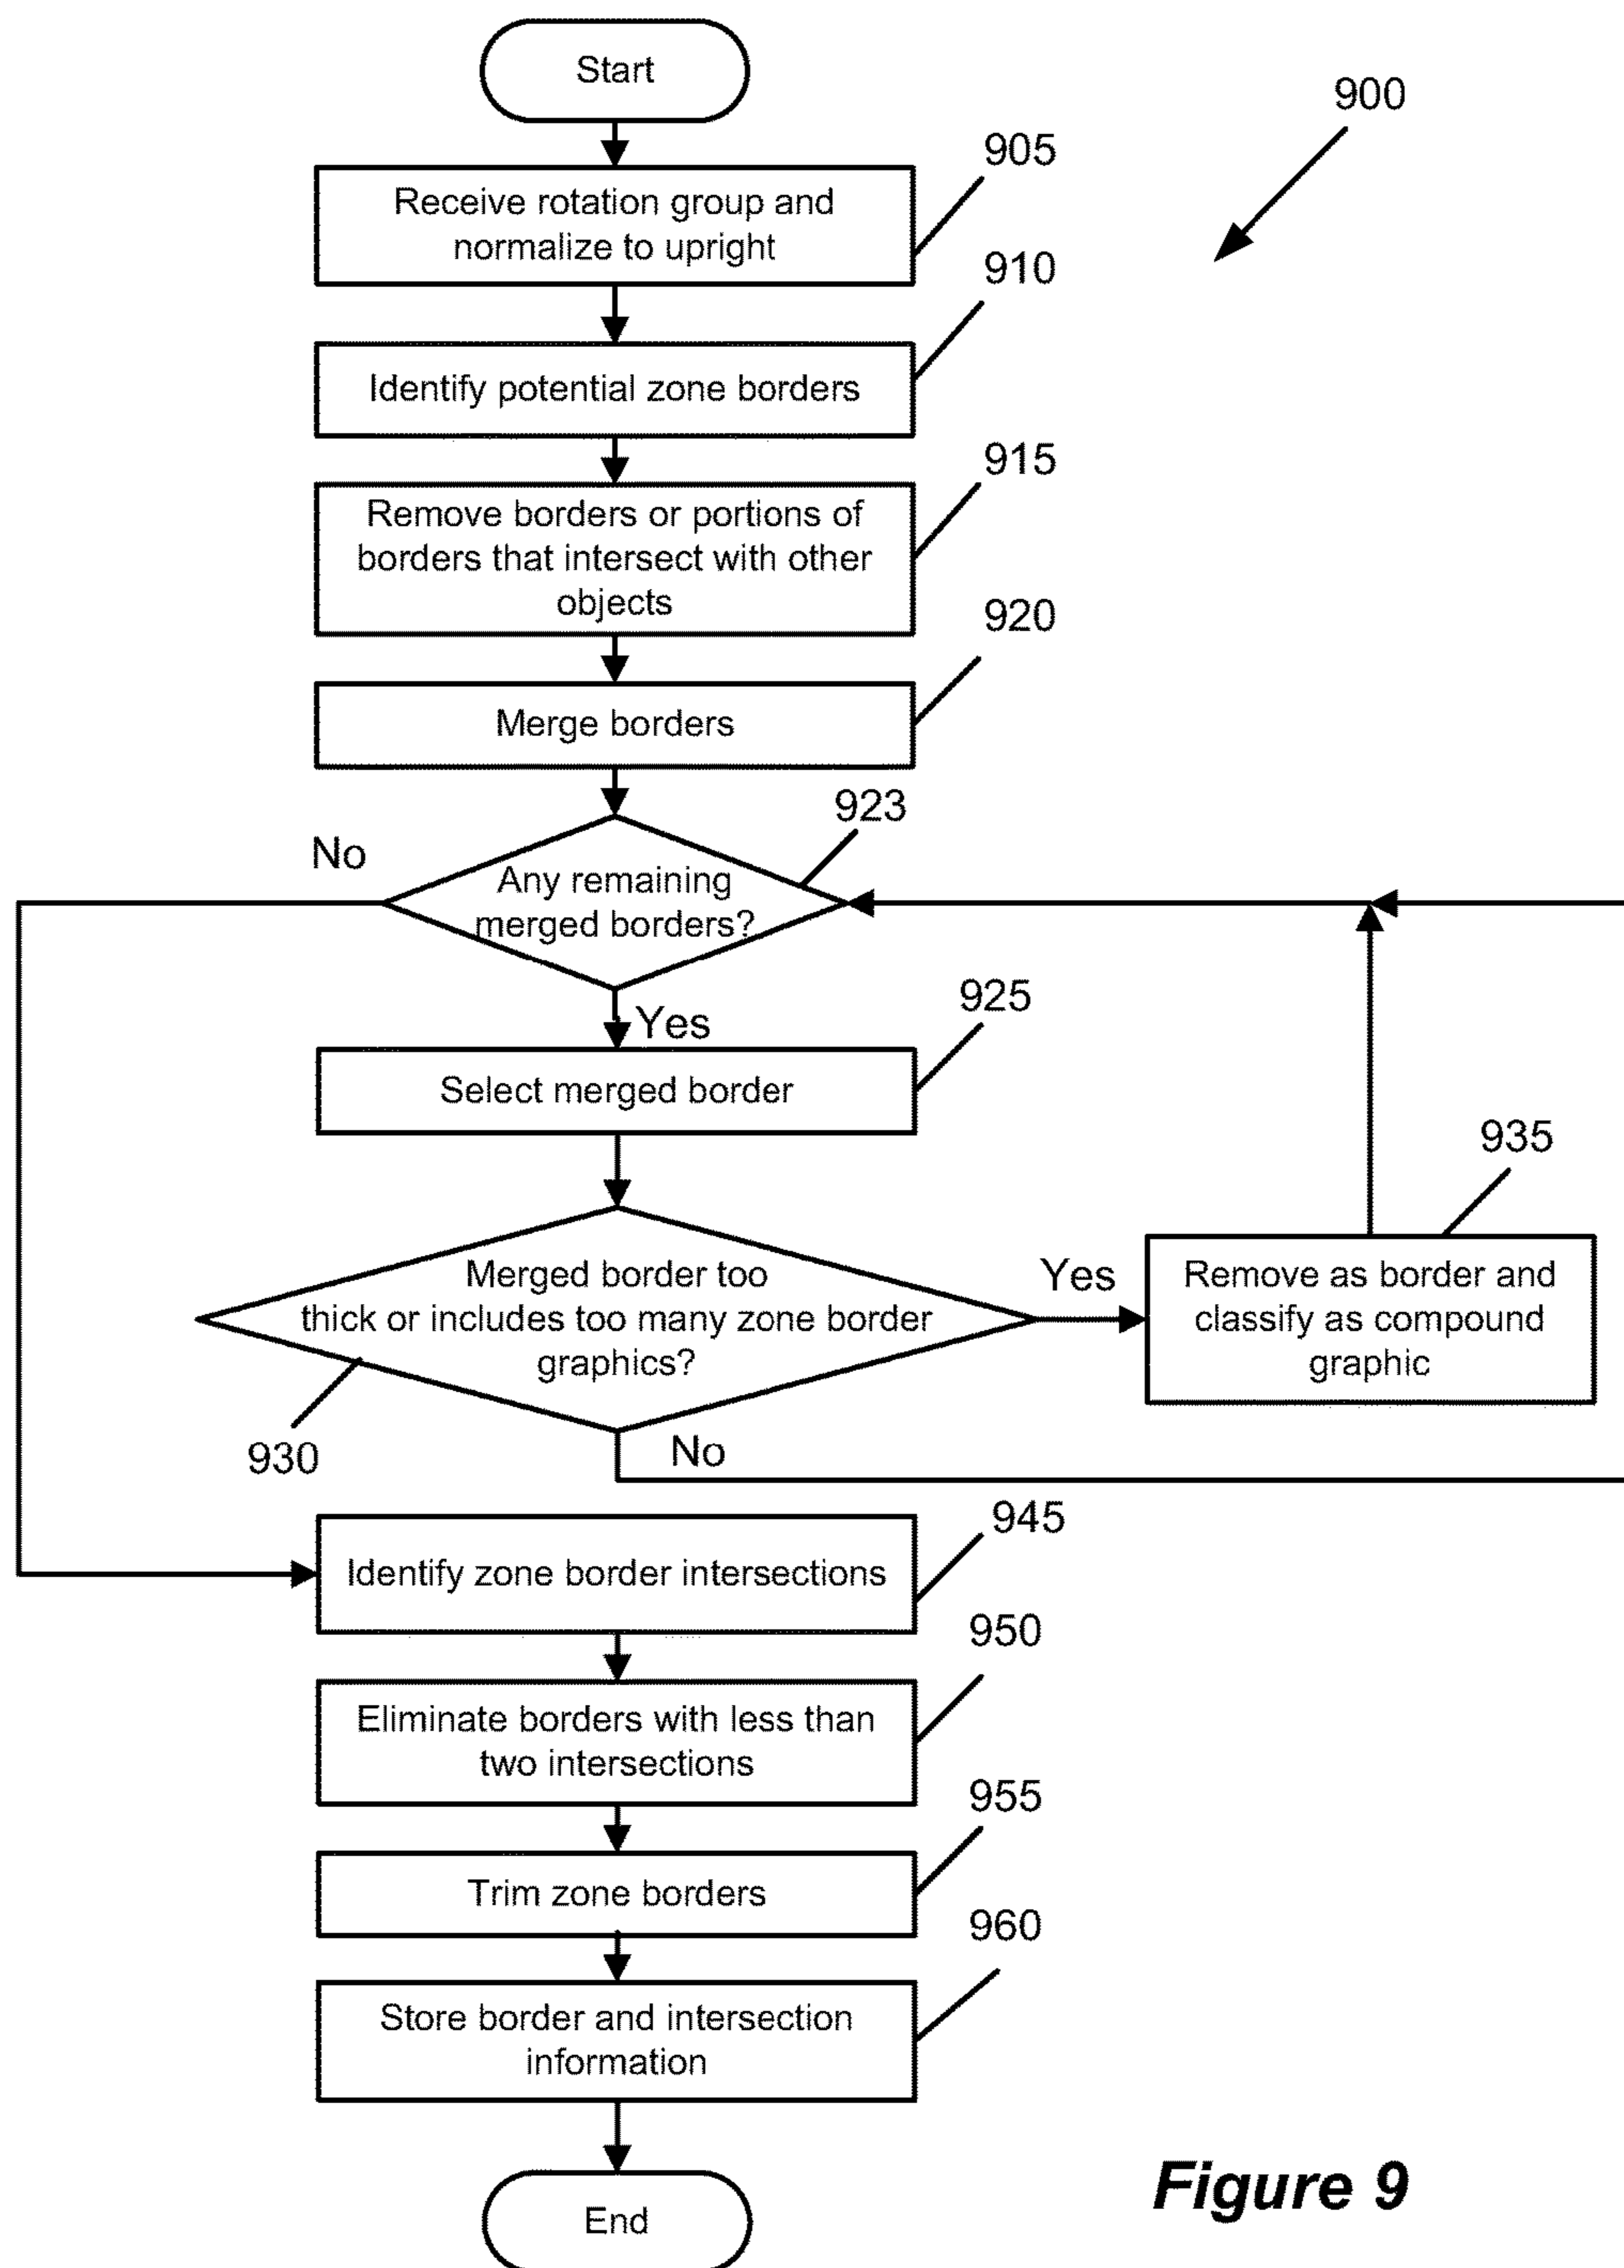 Start
900
905
Receive rotation group and
normalize to upright
910
Identify potential zone borders
915
Remove borders or portions of
borders that intersect with other
objects
920
Merge borders
923
No
Any remaining
merged borders?
Yes
925
Select merged border
935
Merged border too
thick or includes too many zone border
graphics?
Yes
Remove as border and
classify as compound
graphic
930
No
945
Identify zone border intersections
950
Eliminate borders with less than
two intersections
955
Trim zone borders
960
Store border and intersection
information
End
Figure 9